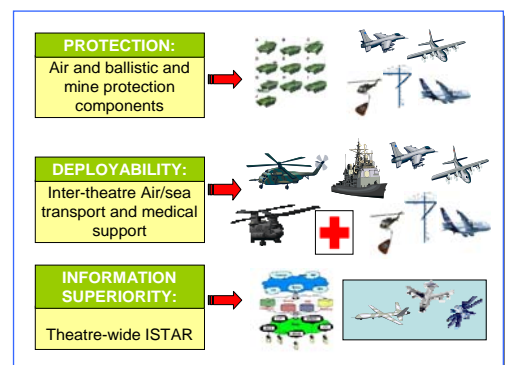 PROTECTION:
Air and ballistic and
mine protection
components
DEPLOYABILITY:
Inter-theatre Air/sea
transport and medical
support
INFORMATION
SUPERIORITY:
Theatre-wide ISTAR